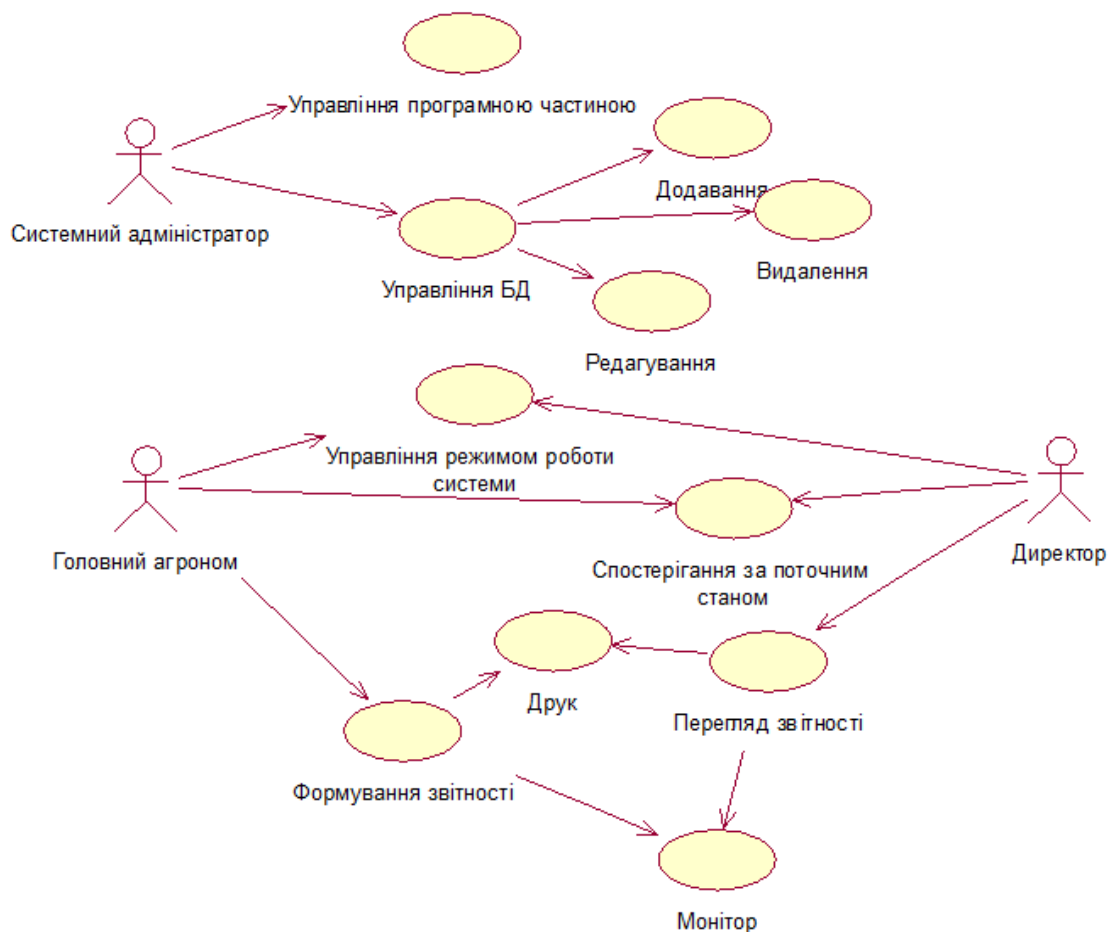 Управління програмною частиною
Додавання
Системний адміністратор
Видалення
Управління БД
Редагування
Управління режимом роботи
системи
Головний агроном
Директор
Спостерігання за поточним
станом
Друк
Перегляд звітності
Формування звітності
Монітор